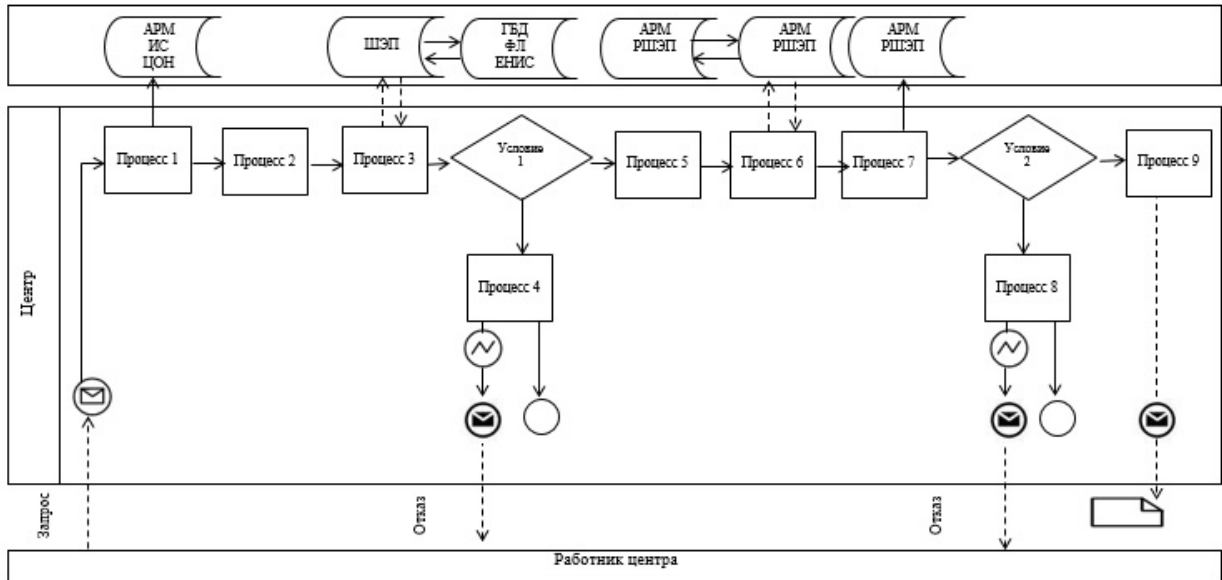 АРМ
ИС
ЦОН
ШЭП
ГБД
ФЛ
ЕНИС
АРМ
РШЭП
АРМ
РШЭП
АРМ
РШЭП
Центр
Процесс 1
Процесс 2
Процесс 3
Условие
1
Процесс 5
Процесс 6
Процесс 7
Условие
2
Процесс 9
Процесс 4
Процесс 8
Запрос
Отказ
Отказ
Работник центра